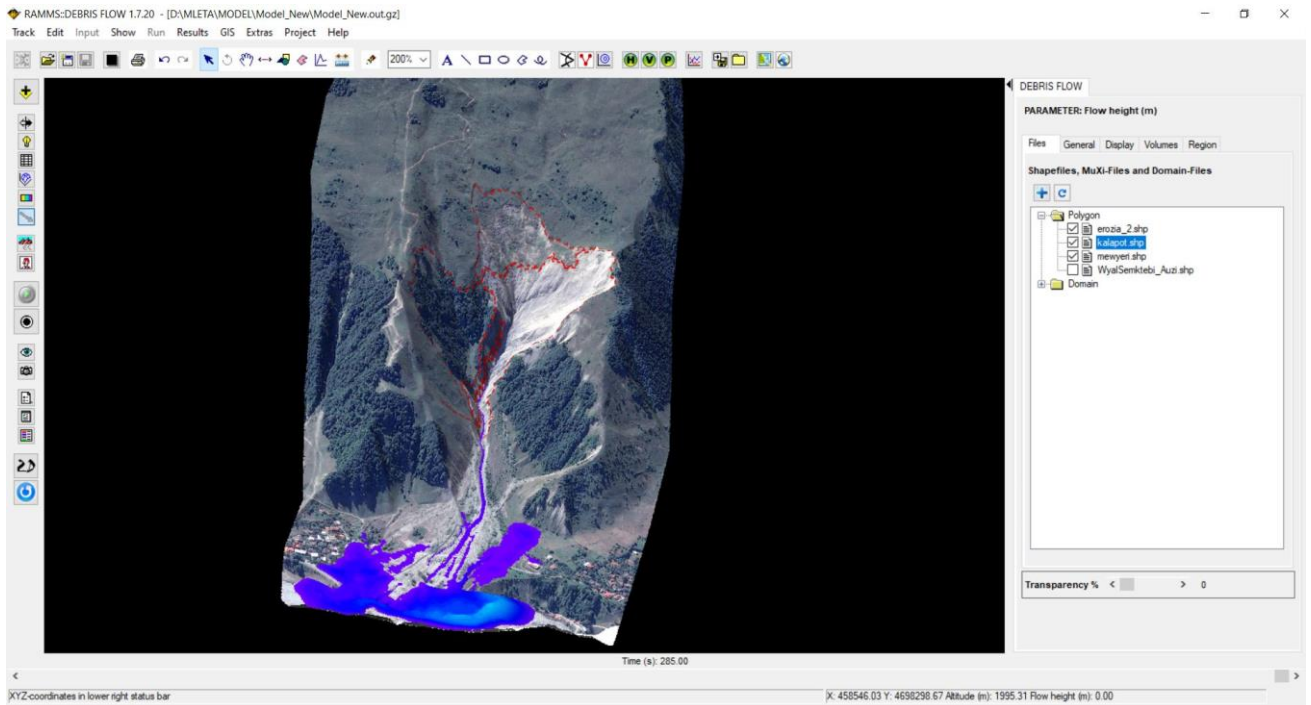 RAMMS::DEBRIS FLOW 1.7.20 - [D:\MLETA\MODEL\Model_New\Model_New.out.gz]
Track Edit Input Show Run Results GIS Extras Project Help
200%
A
H V P
DEBRIS FLOW
PARAMETER: Flow height (m)
Files General Display Volumes Region
Shapefiles, MuXi-Files and Domain-Files
Polygon
erozia_2.shp
kalapot.shp
mewyeri.shp
WyalSemktebi_Auzi.shp
Domain
Transparency % < > 0
Time (s): 285.00
XYZ-coordinates in lower right status bar
X: 458546.03 Y: 4698298.67 Altitude (m): 1995.31 Flow height (m): 0.00